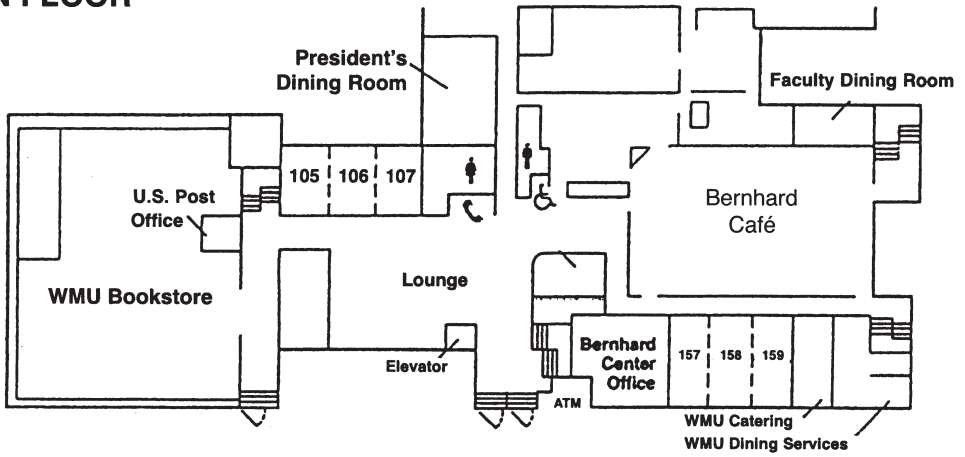 President's
Dining Room
Faculty Dining Room
105 106 107
U.S. Post
Office
Bernhard
Café
Lounge
WMU Bookstore
Elevator
Bernhard
Center
Office
157 158 159
ATM
WMU Catering
WMU Dining Services